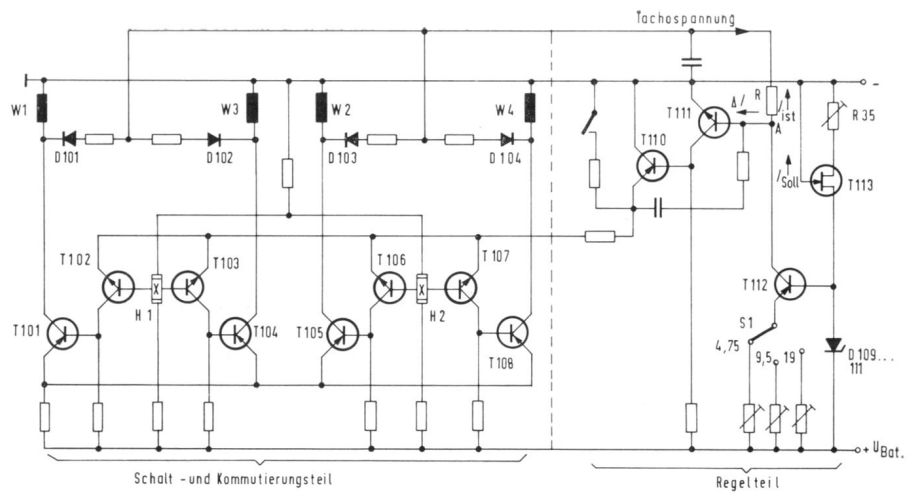 Tachospannung
-
W1
W3
W2
W4
T111
Δ I
R
I ist
A
R35
D101
D102
D103
D104
T110
I Soll
T113
T102
T103
T106
T107
T112
H1
H2
X
X
T101
T104
T105
T108
S1
4,75
9,5
19
D109...
111
+ UBat.
Schalt - und Kommutierungsteil
Regelteil